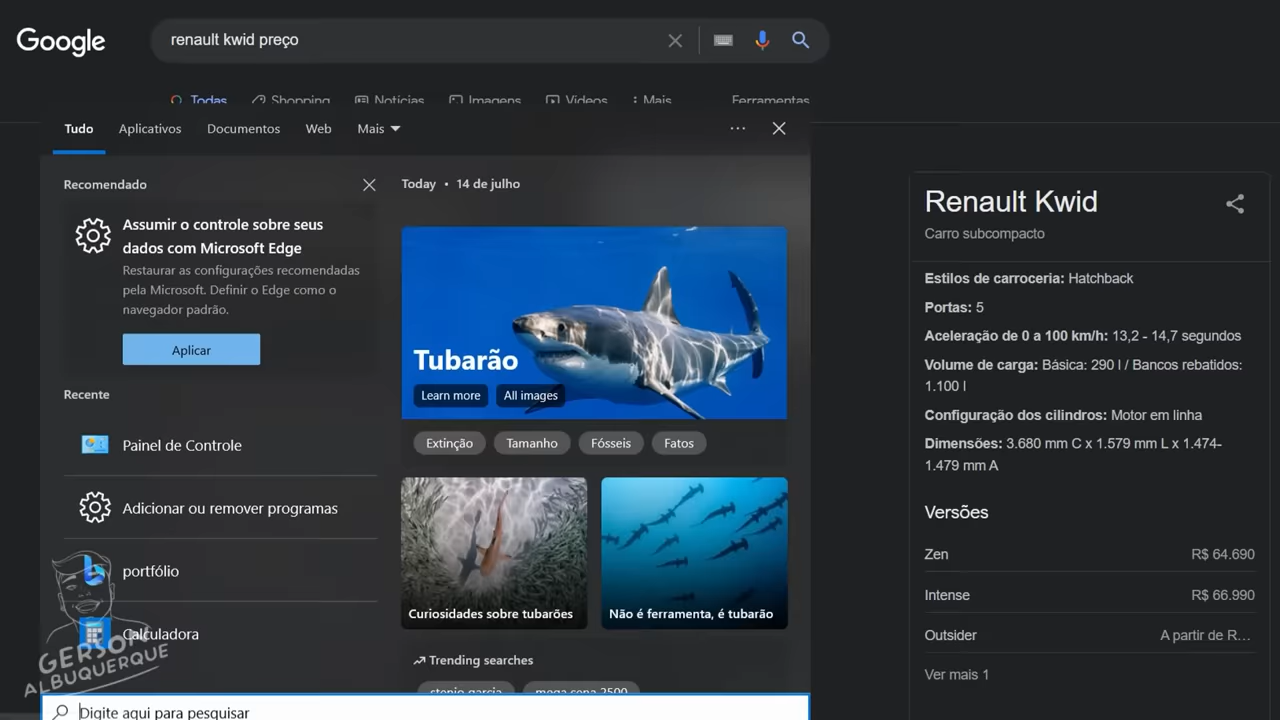 Google
renault kwid preço
Todas Shopping Notícias Imagens Vídeos Mais Ferramentas
Tudo Aplicativos Documentos Web Mais
Recomendado
Assumir o controle sobre seus
dados com Microsoft Edge
Restaurar as configurações recomendadas
pela Microsoft. Definir o Edge como o
navegador padrão.
Aplicar
Recente
Painel de Controle
Adicionar ou remover programas
portfólio
Calculadora
GERSON
ALBUQUERQUE
Today • 14 de julho
Tubarão
Learn more All images
Extinção Tamanho Fósseis Fatos
Curiosidades sobre tubarões
Não é ferramenta, é tubarão
Trending searches
stenio garcia mega cena 2500
Digite aqui para pesquisar
Renault Kwid
Carro subcompacto
Estilos de carroceria: Hatchback
Portas: 5
Aceleração de 0 a 100 km/h: 13,2 - 14,7 segundos
Volume de carga: Básica: 290 l / Bancos rebatidos:
1.100 l
Configuração dos cilindros: Motor em linha
Dimensões: 3.680 mm C x 1.579 mm L x 1.474-
1.479 mm A
Versões
Zen R$ 64.690
Intense R$ 66.990
Outsider A partir de R...
Ver mais 1